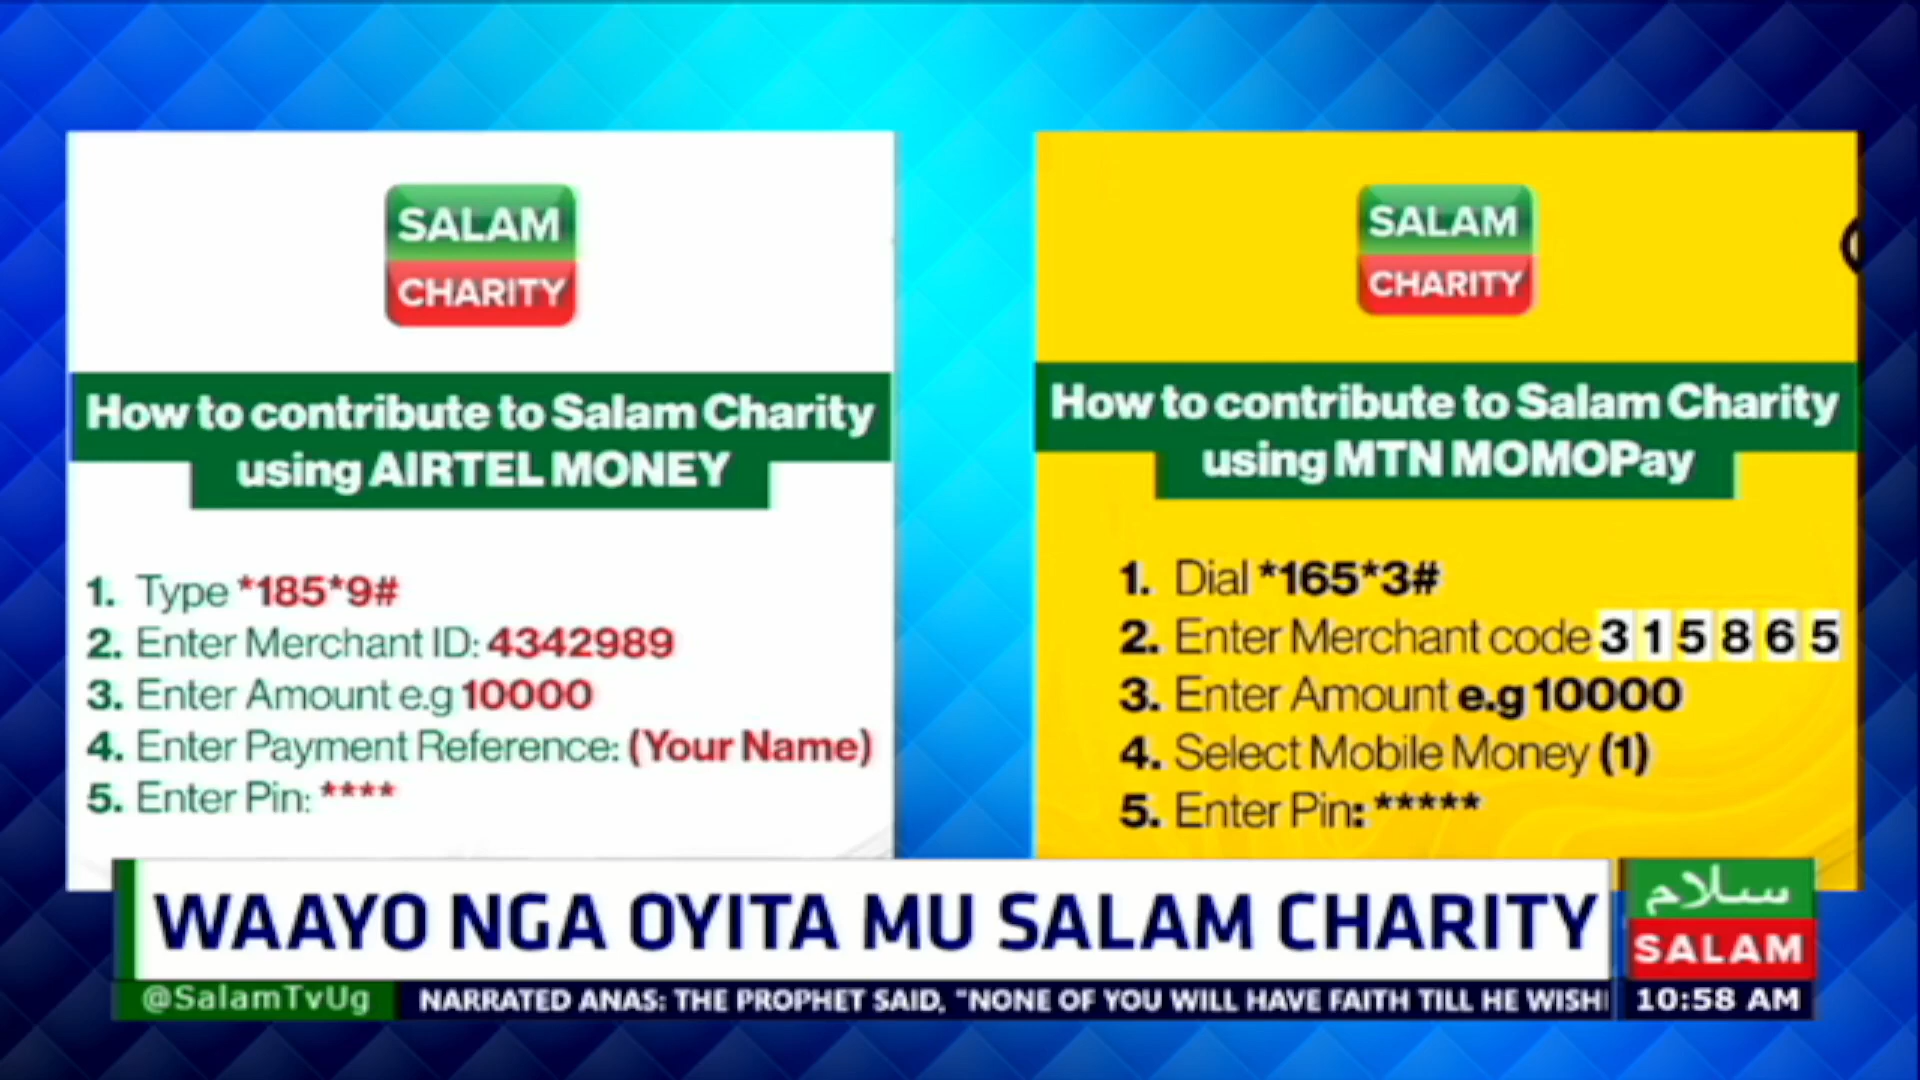 SALAM
CHARITY
How to contribute to Salam Charity
using AIRTEL MONEY
1. Type *185*9#
2. Enter Merchant ID: 4342989
3. Enter Amount e.g 10000
4. Enter Payment Reference: (Your Name)
5. Enter Pin: ****
SALAM
CHARITY
How to contribute to Salam Charity
using MTN MOMOPay
1. Dial *165*3#
2. Enter Merchant code 315865
3. Enter Amount e.g 10000
4. Select Mobile Money (1)
5. Enter Pin: *****
WAAYO NGA OYITA MU SALAM CHARITY
سلام
SALAM
@SalamTvUg
NARRATED ANAS: THE PROPHET SAID, "NONE OF YOU WILL HAVE FAITH TILL HE WISH
10:58 AM